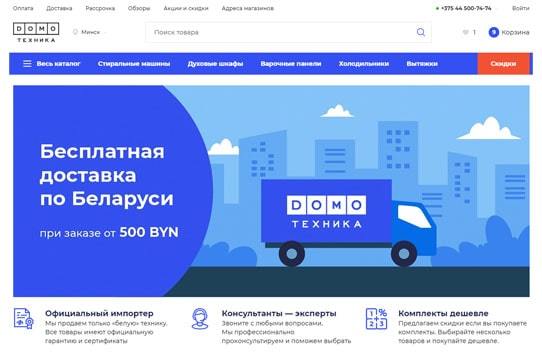 Оплата Доставка Рассрочка Обзоры Акции и скидки Адреса магазинов +375 44 500-74-74 Войти
DOMO
ТЕХНИКА
Минск Поиск товара 1 9 Корзина
Весь каталог Стиральные машины Духовые шкафы Варочные панели Холодильники Вытяжки Скидки
Бесплатная
доставка
по Беларуси
при заказе от 500 BYN
DOMO
ТЕХНИКА
Официальный импортер
Мы продаем только «белую» технику.
Все товары имеют официальную
гарантию и сертификаты
Консультанты — эксперты
Звоните с любыми вопросами.
Мы профессионально
проконсультируем и поможем выбрать
% 1 2 3
Комплекты дешевле
Предлагаем скидки если вы покупаете
комплекты. Выбирайте несколько
товаров и покупайте дешевле.